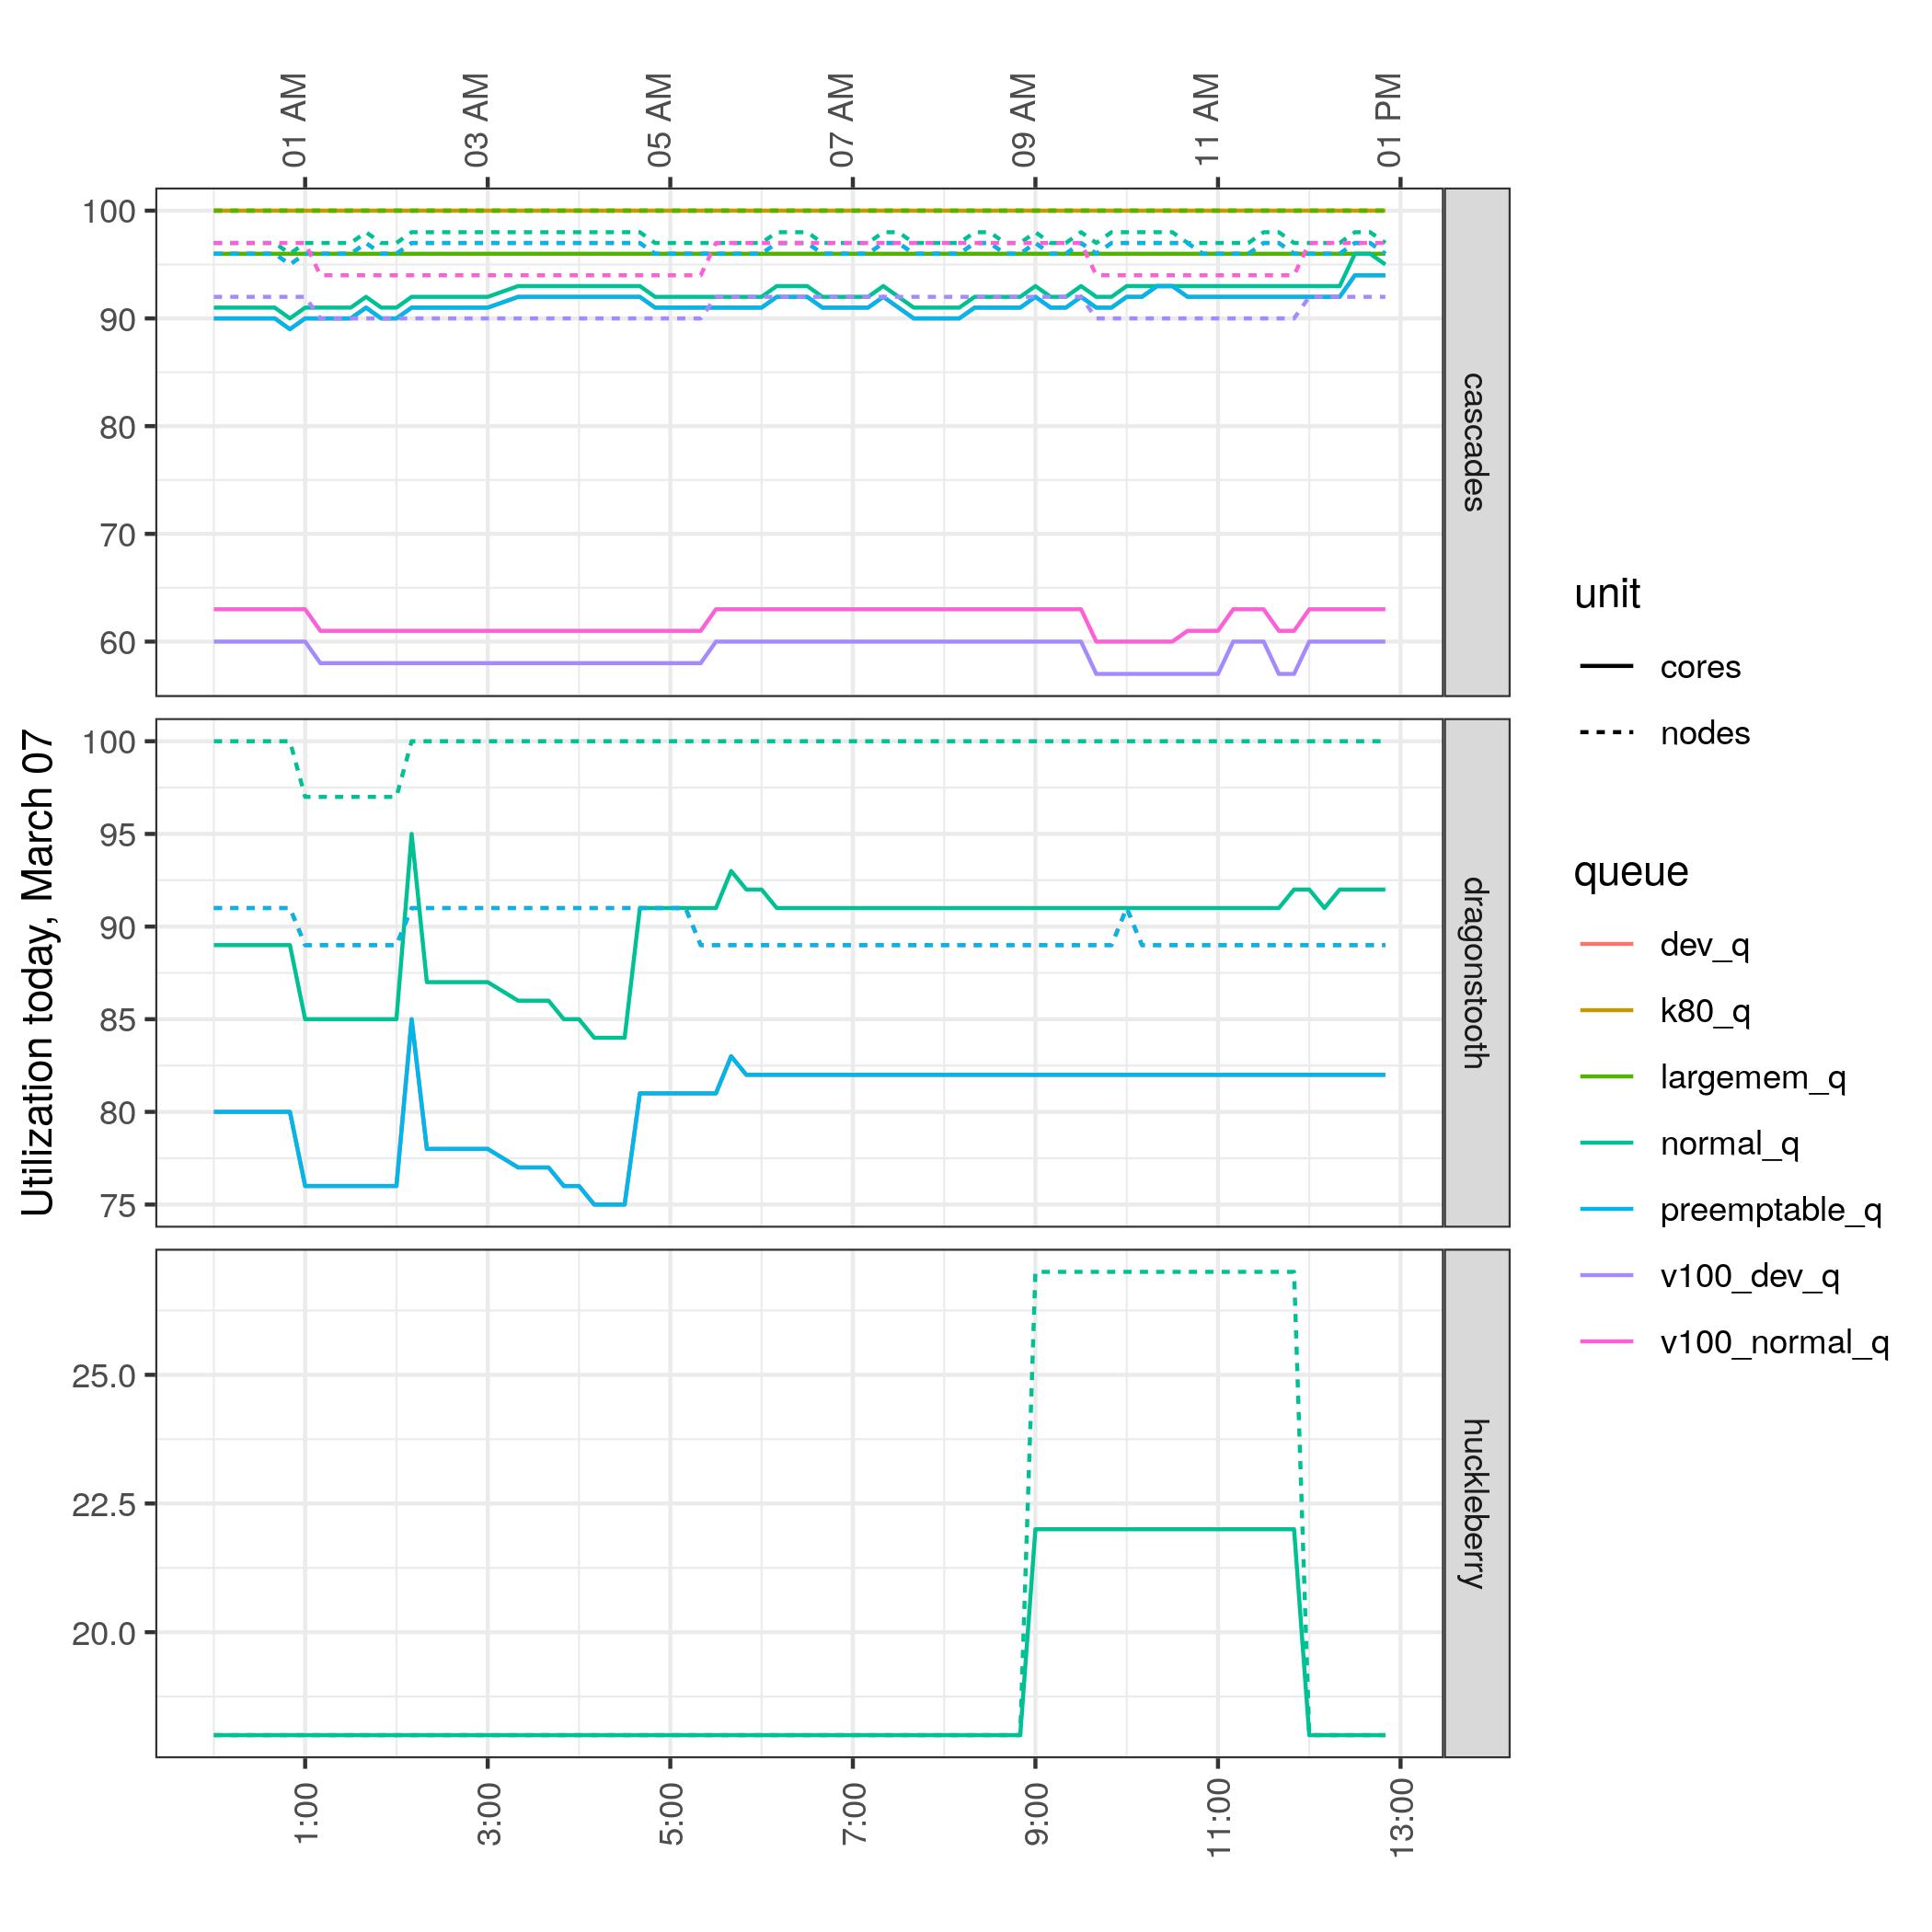 01 AM
03 AM
05 AM
07 AM
09 AM
11 AM
01 PM
Utilization today, March 07
100
90
80
70
60
cascades
100
95
90
85
80
75
dragonstooth
25.0
22.5
20.0
huckleberry
1:00
3:00
5:00
7:00
9:00
11:00
13:00
unit
cores
nodes
queue
dev_q
k80_q
largemem_q
normal_q
preemptable_q
v100_dev_q
v100_normal_q